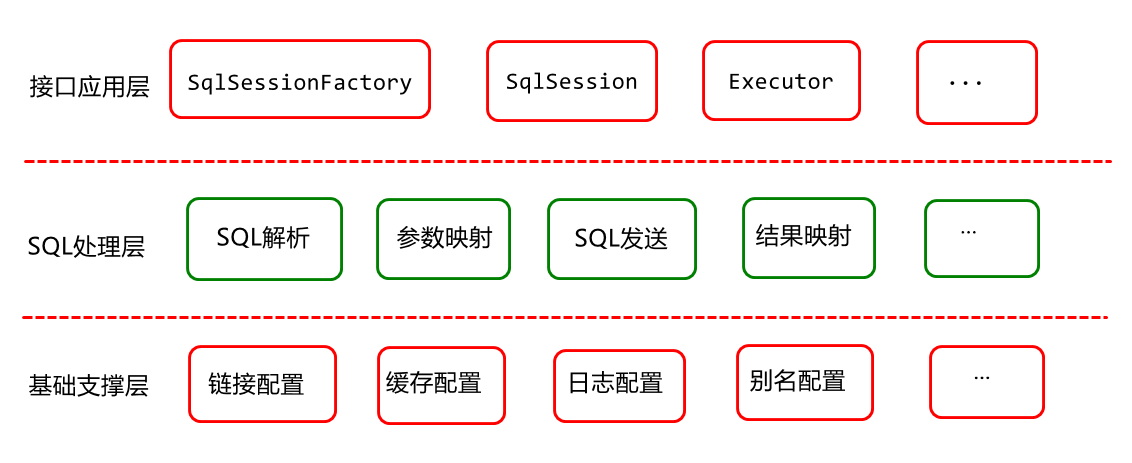 接口应用层
SqlSessionFactory
SqlSession
Executor
...
SQL处理层
SQL解析
参数映射
SQL发送
结果映射
...
基础支撑层
链接配置
缓存配置
日志配置
别名配置
...